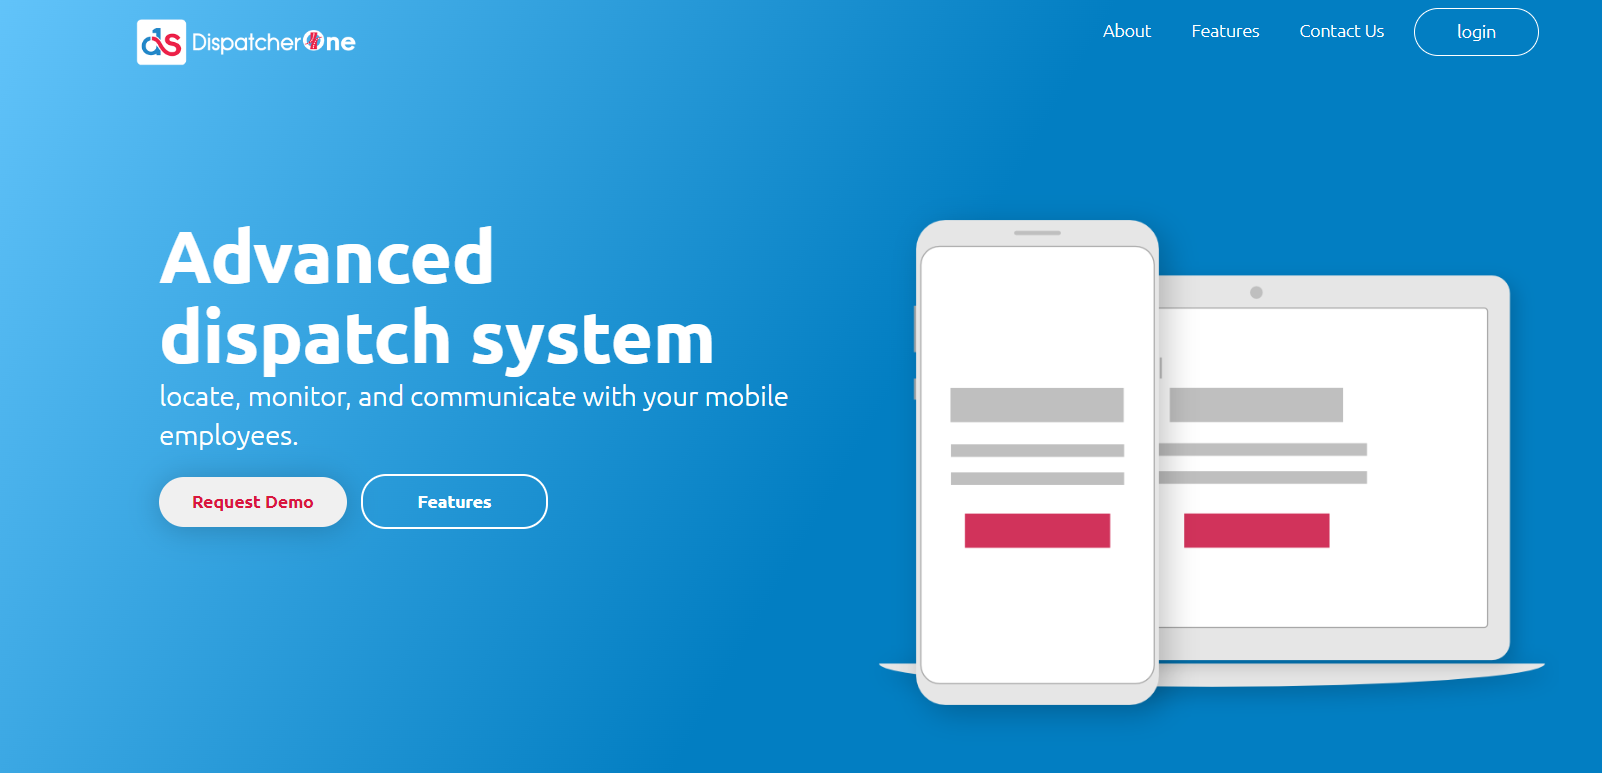 ds DispatcherOne
About Features Contact Us login
Advanced
dispatch system
locate, monitor, and communicate with your mobile
employees.
Request Demo Features